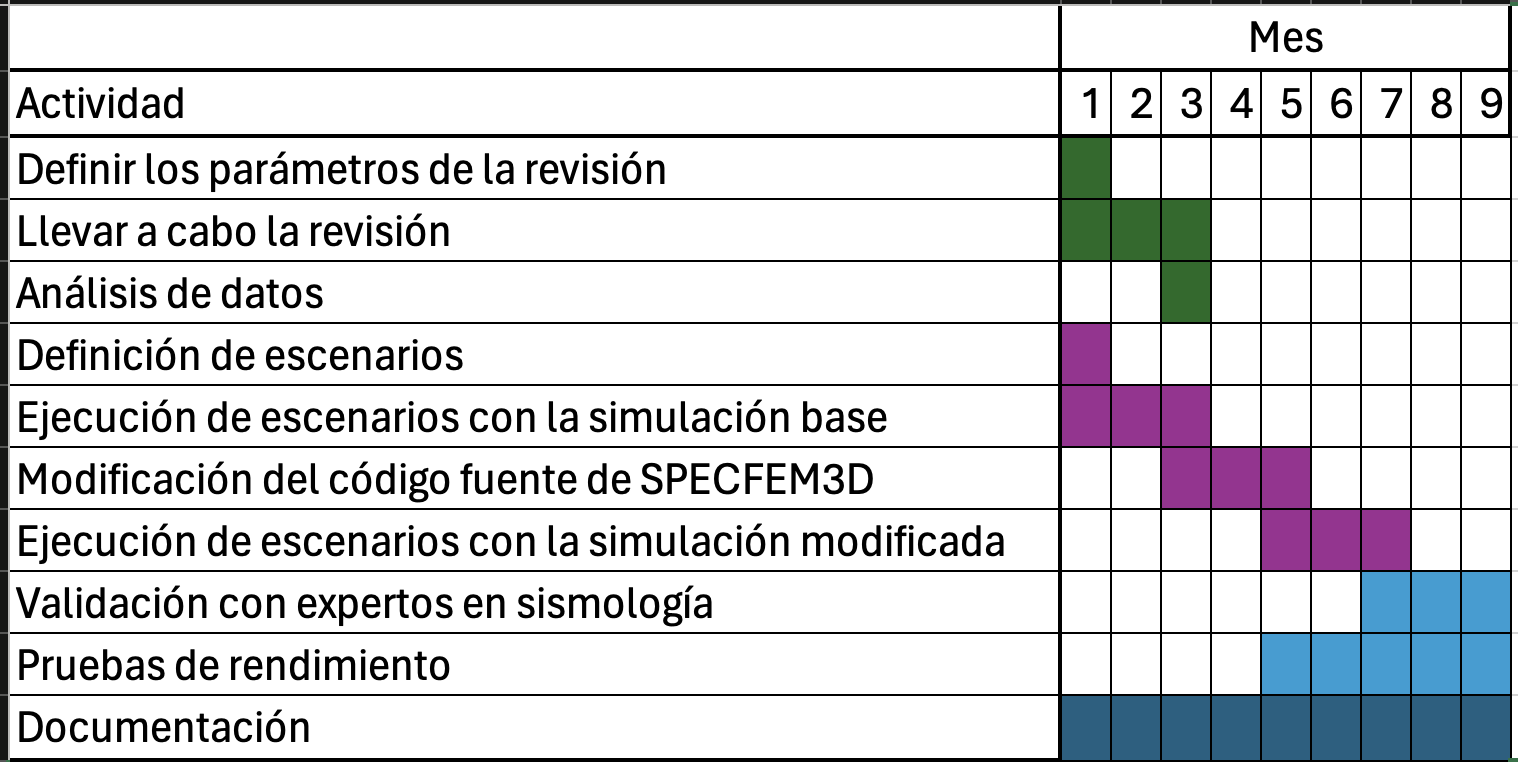 Mes
Actividad 1 2 3 4 5 6 7 8 9
Definir los parámetros de la revisión
Llevar a cabo la revisión
Análisis de datos
Definición de escenarios
Ejecución de escenarios con la simulación base
Modificación del código fuente de SPECFEM3D
Ejecución de escenarios con la simulación modificada
Validación con expertos en sismología
Pruebas de rendimiento
Documentación